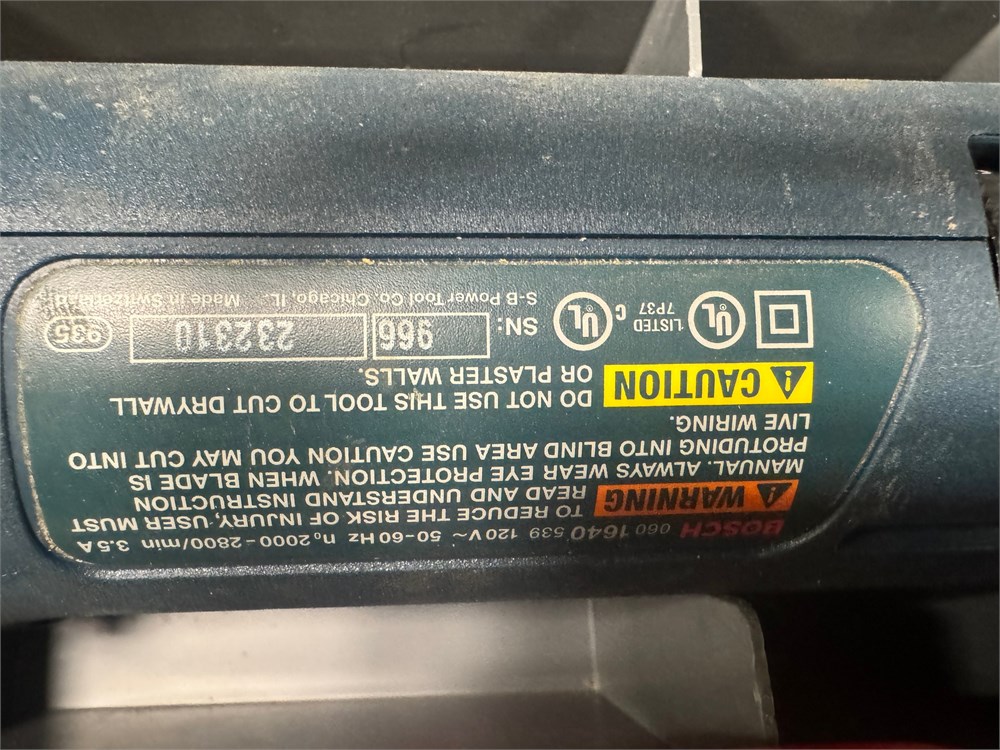 BOSCH 060 1640 539 120V~ 50-60Hz n₀ 2000-2800/min 3.5A
TO REDUCE THE RISK OF INJURY, USER MUST
⚠ WARNING READ AND UNDERSTAND INSTRUCTION
MANUAL. ALWAYS WEAR EYE PROTECTION. WHEN BLADE IS
PROTUDING INTO BLIND AREA USE CAUTION YOU MAY CUT INTO
LIVE WIRING.
⚠ CAUTION DO NOT USE THIS TOOL TO CUT DRYWALL
OR PLASTER WALLS.
UL LISTED 7P37 C UL SN: 966 232310 935
S-B Power Tool Co. Chicago, IL. Made in Switzerland